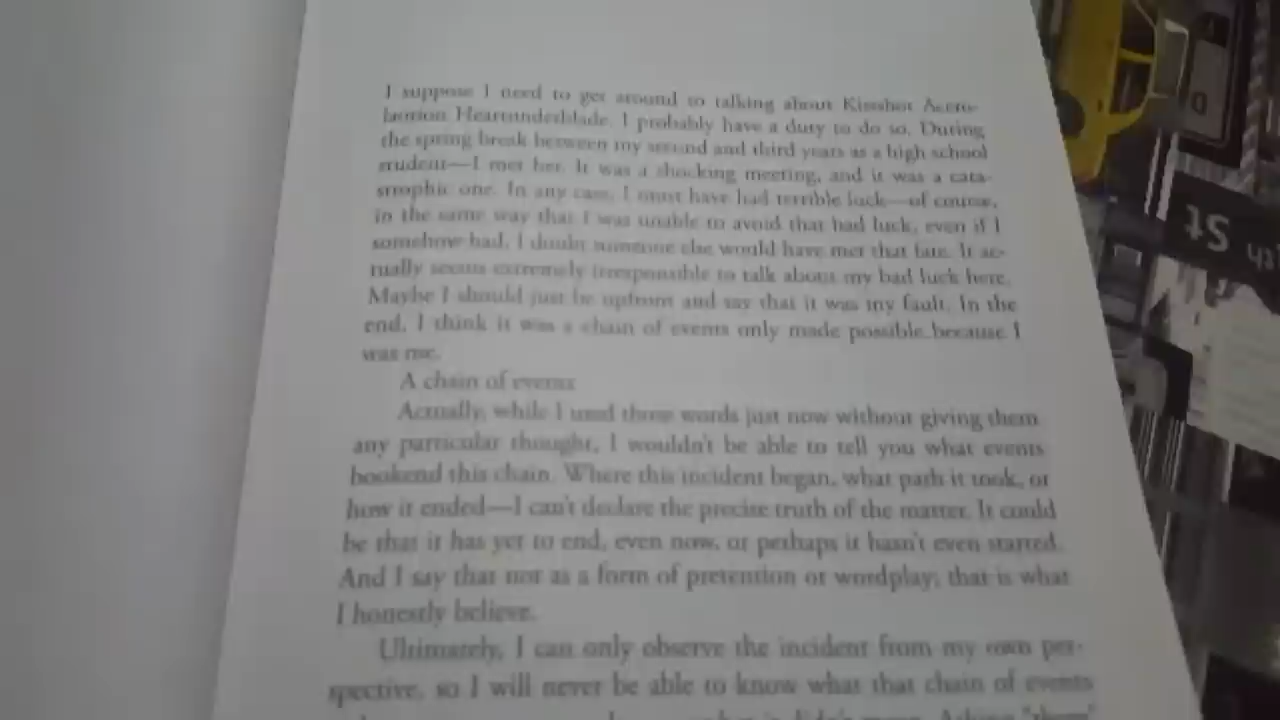 I suppose I need to get around to talking about Kissshot Acero-
laorion Heartunderblade. I probably have a duty to do so. During
the spring break between my second and third years as a high school
student—I met her. It was a shocking meeting, and it was a cata-
strophic one. In any case, I must have had terrible luck—of course,
in the same way that I was unable to avoid that bad luck, even if I
somehow had, I doubt someone else would have met that fate. It ac-
tually seems extremely irresponsible to talk about my bad luck here.
Maybe I should just be upfront and say that it was my fault. In the
end, I think it was a chain of events only made possible because I
was me.
A chain of events
Actually, while I used those words just now without giving them
any particular thought, I wouldn't be able to tell you what events
bookend this chain. Where this incident began, what path it took, or
how it ended—I can't declare the precise truth of the matter. It could
be that it has yet to end, even now, or perhaps it hasn't even started.
And I say that not as a form of pretention or wordplay; that is what
I honestly believe.
Ultimately, I can only observe the incident from my own per-
spective, so I will never be able to know what that chain of events
St